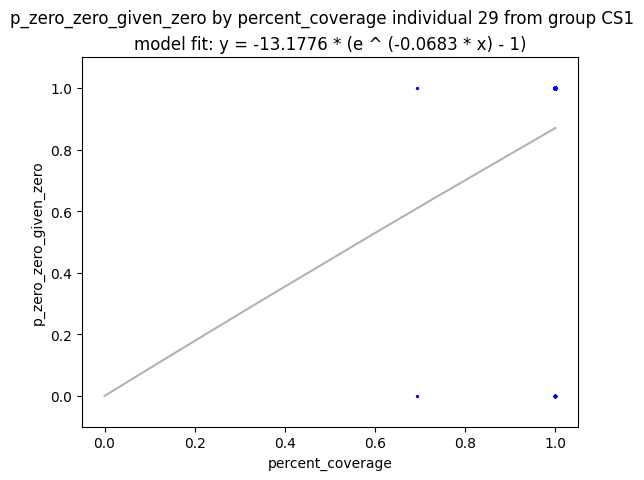 p_zero_zero_given_zero by percent_coverage individual 29 from group CS1
model fit: y = -13.1776 * (e ^ (-0.0683 * x) - 1)
1.0
0.8
0.6
0.4
0.2
0.0
p_zero_zero_given_zero
0.0 0.2 0.4 0.6 0.8 1.0
percent_coverage